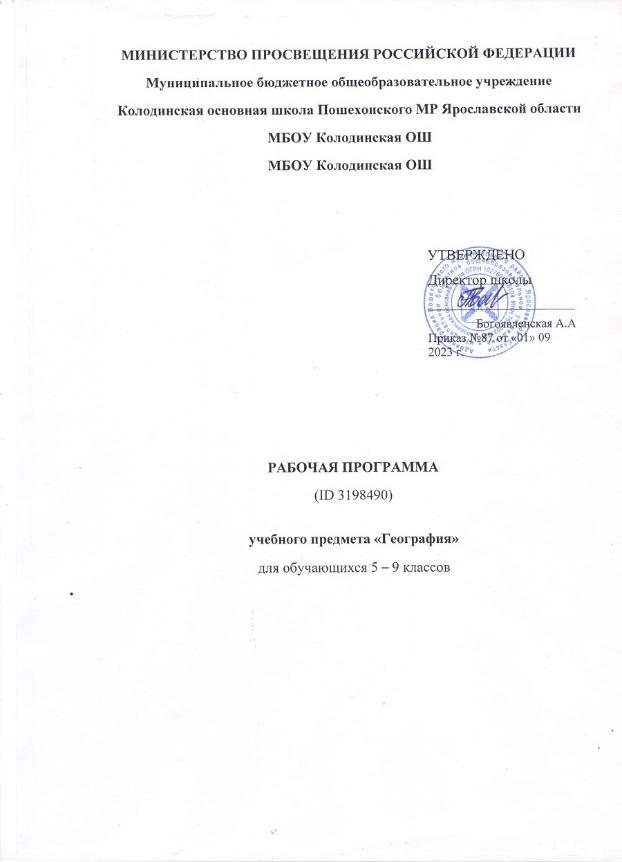 МИНИСТЕРСТВО ПРОСВЕЩЕНИЯ РОССИЙСКОЙ ФЕДЕРАЦИИ
Муниципальное бюджетное общеобразовательное учреждение
Колодинская основная школа Пошехонского МР Ярославской области
МБОУ Колодинская ОШ
МБОУ Колодинская ОШ
УТВЕРЖДЕНО
Директор школы
Богоявленская А.А
Приказ №87 от «01» 09
2023 г.
РАБОЧАЯ ПРОГРАММА
(ID 3198490)
учебного предмета «География»
для обучающихся 5 – 9 классов